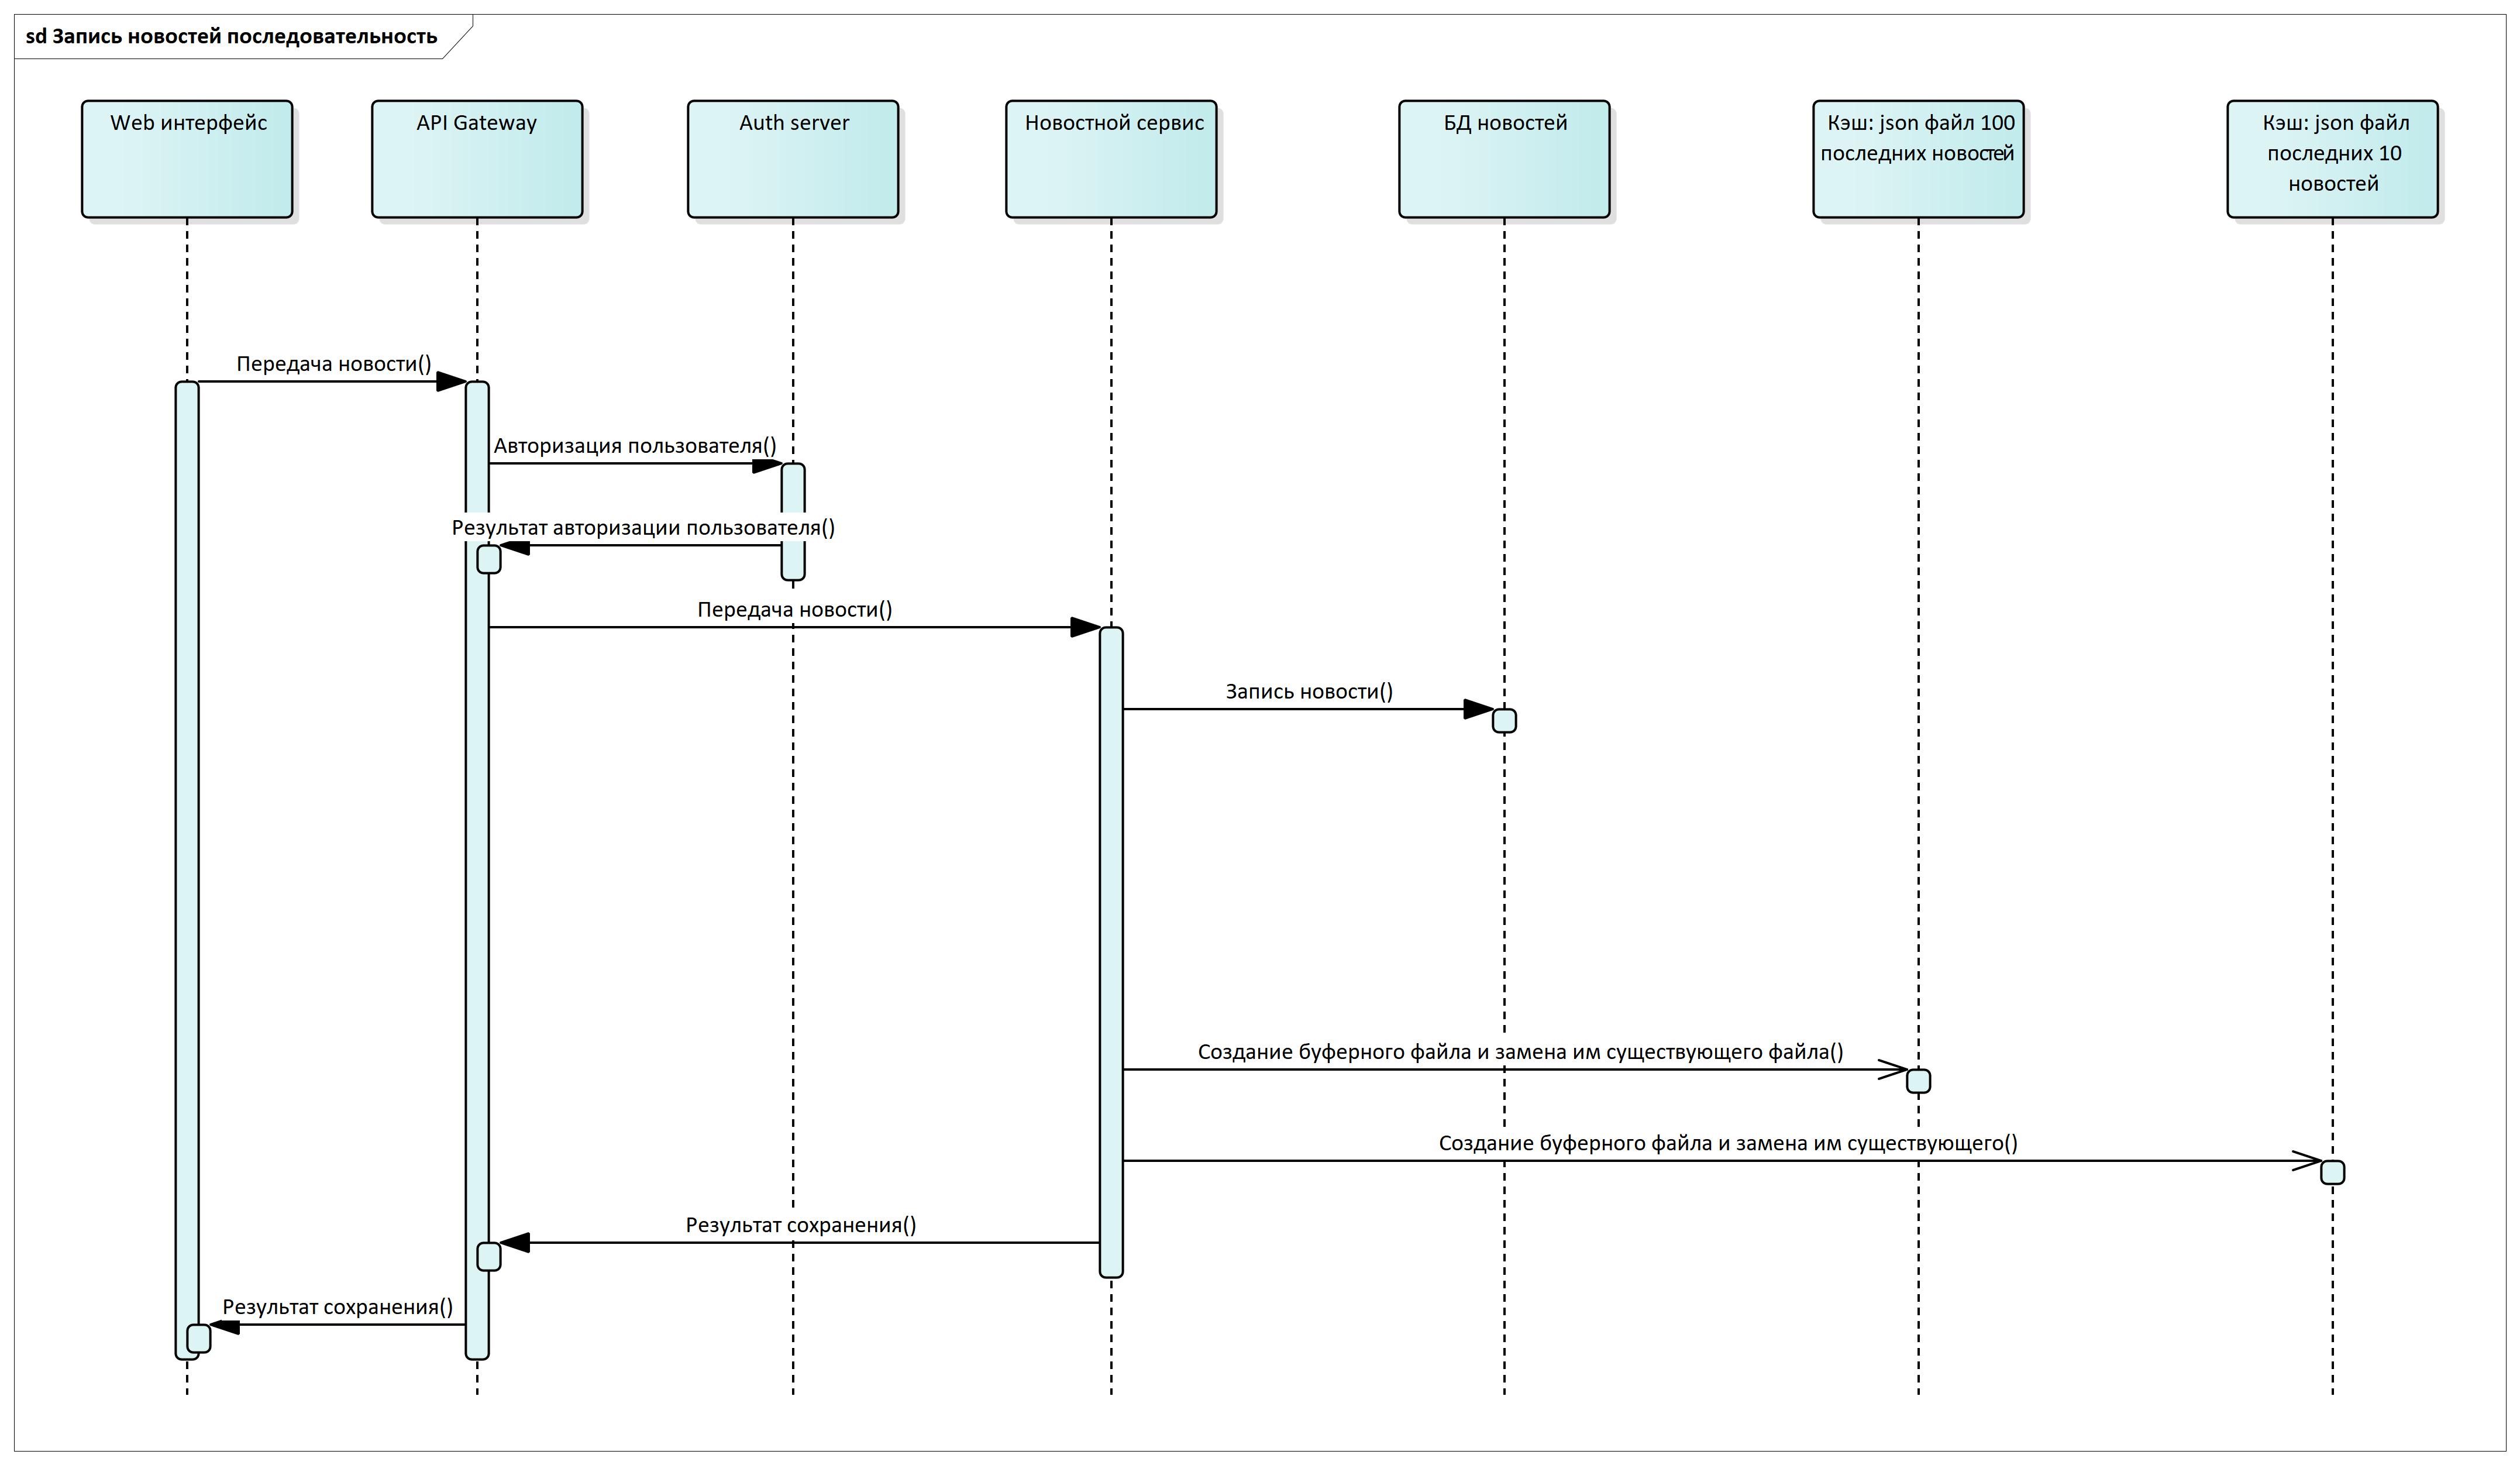 sd Запись новостей последовательность
Web интерфейс
API Gateway
Auth server
Новостной сервис
БД новостей
Кэш: json файл 100
последних новостей
Кэш: json файл
последних 10
новостей
Передача новости()
Авторизация пользователя()
Результат авторизации пользователя()
Передача новости()
Запись новости()
Создание буферного файла и замена им существующего файла()
Создание буферного файла и замена им существующего()
Результат сохранения()
Результат сохранения()